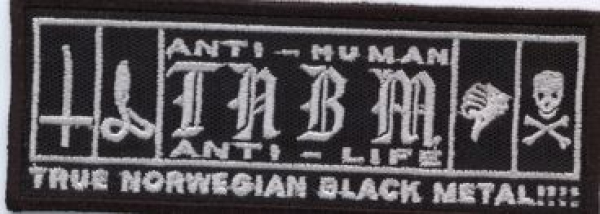 ANTI-HUMAN
TNBM
ANTI-LIFE
TRUE NORWEGIAN BLACK METAL!!!!